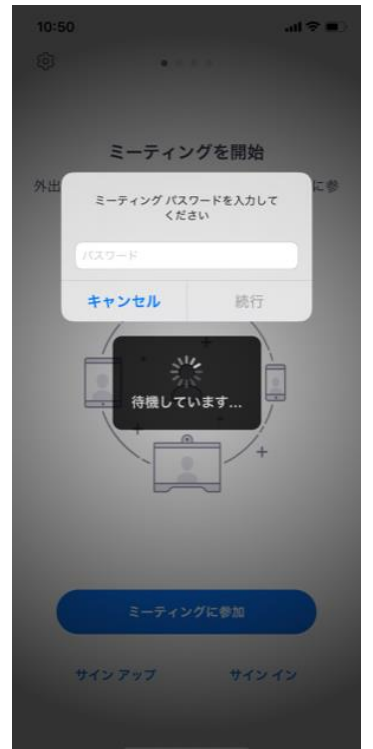 10:50
ミーティングを開始
外出
に参
ミーティング パスワードを入力して
ください
パスワード
キャンセル
続行
待機しています...
ミーティングに参加
サイン アップ
サイン イン